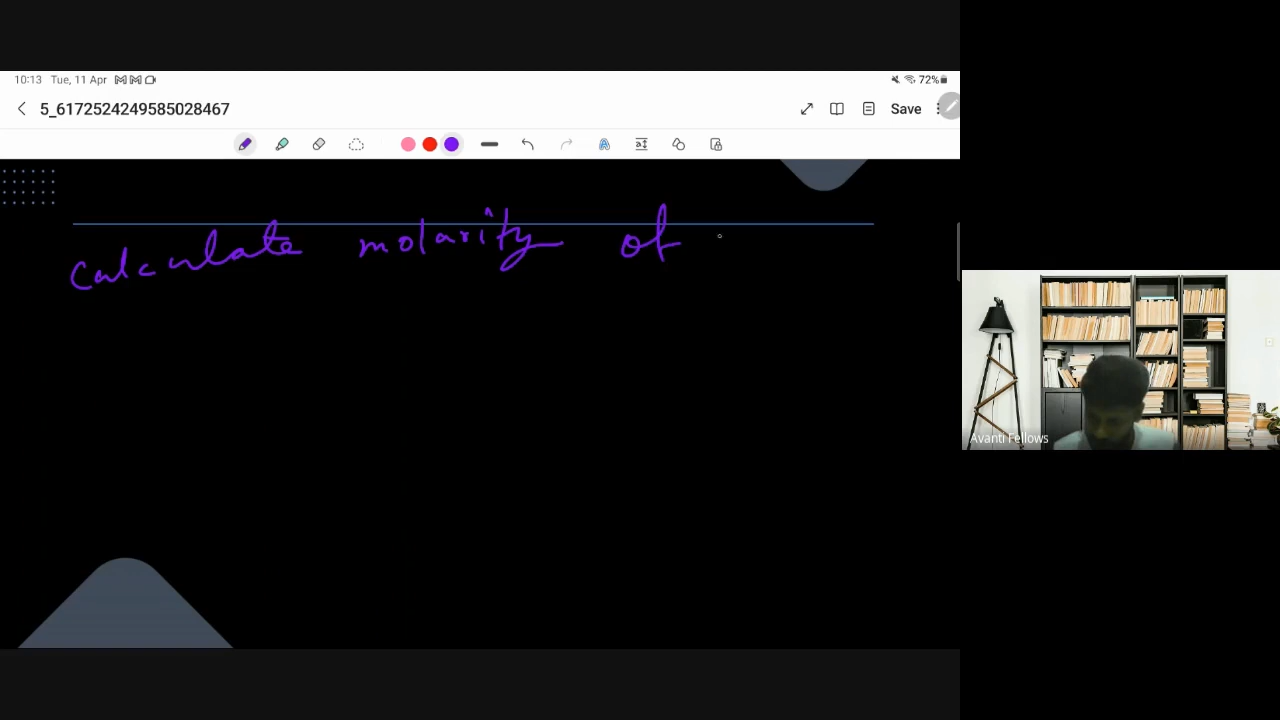 10:13 Tue, 11 Apr
72%
5_6172524249585028467
Save
Calculate molarity of
Avanti Fellows